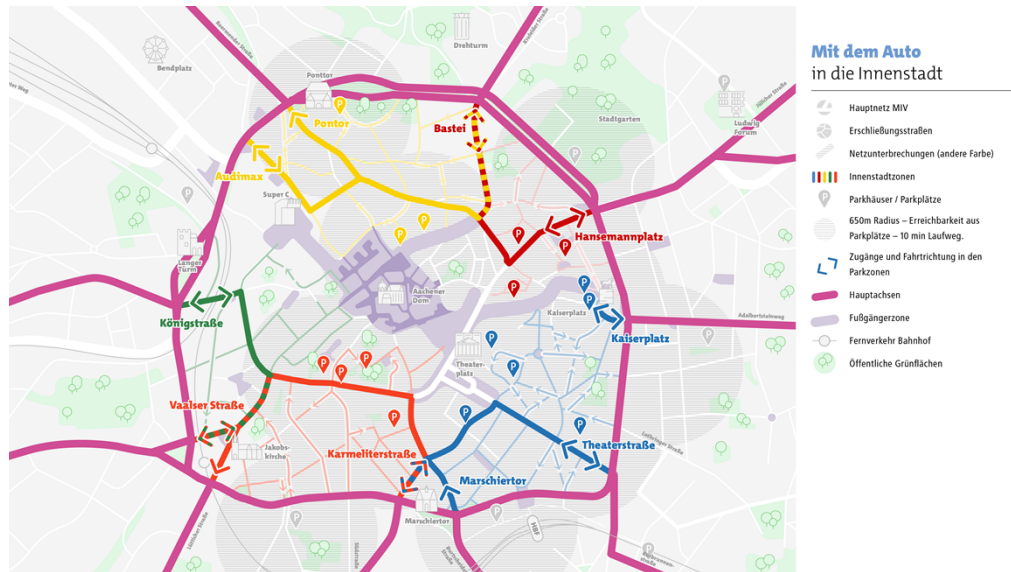 Mit dem Auto
in die Innenstadt
Hauptnetz MIV
Erschließungsstraßen
Netzunterbrechungen (andere Farbe)
Innenstadtzonen
Parkhäuser / Parkplätze
650m Radius – Erreichbarkeit aus
Parkplätze – 10 min Laufweg.
Zugänge und Fahrtrichtung in den
Parkzonen
Hauptachsen
Fußgängerzone
Fernverkehr Bahnhof
Öffentliche Grünflächen
Bendplatz
Drehturm
Ponttor
Pontor
Bastei
Stadtgarten
Ludwig
Forum
Jülicher Straße
Audimax
Super C
Hansemannplatz
Langer
Turm
Aachener
Dom
Königstraße
Kaiserplatz
Kaiserplatz
Adalbertsteinweg
Theater-
platz
Vaalser Straße
Jakobs-
kirche
Karmeliterstraße
Theaterstraße
Marschiertor
Marschiertor
HBF